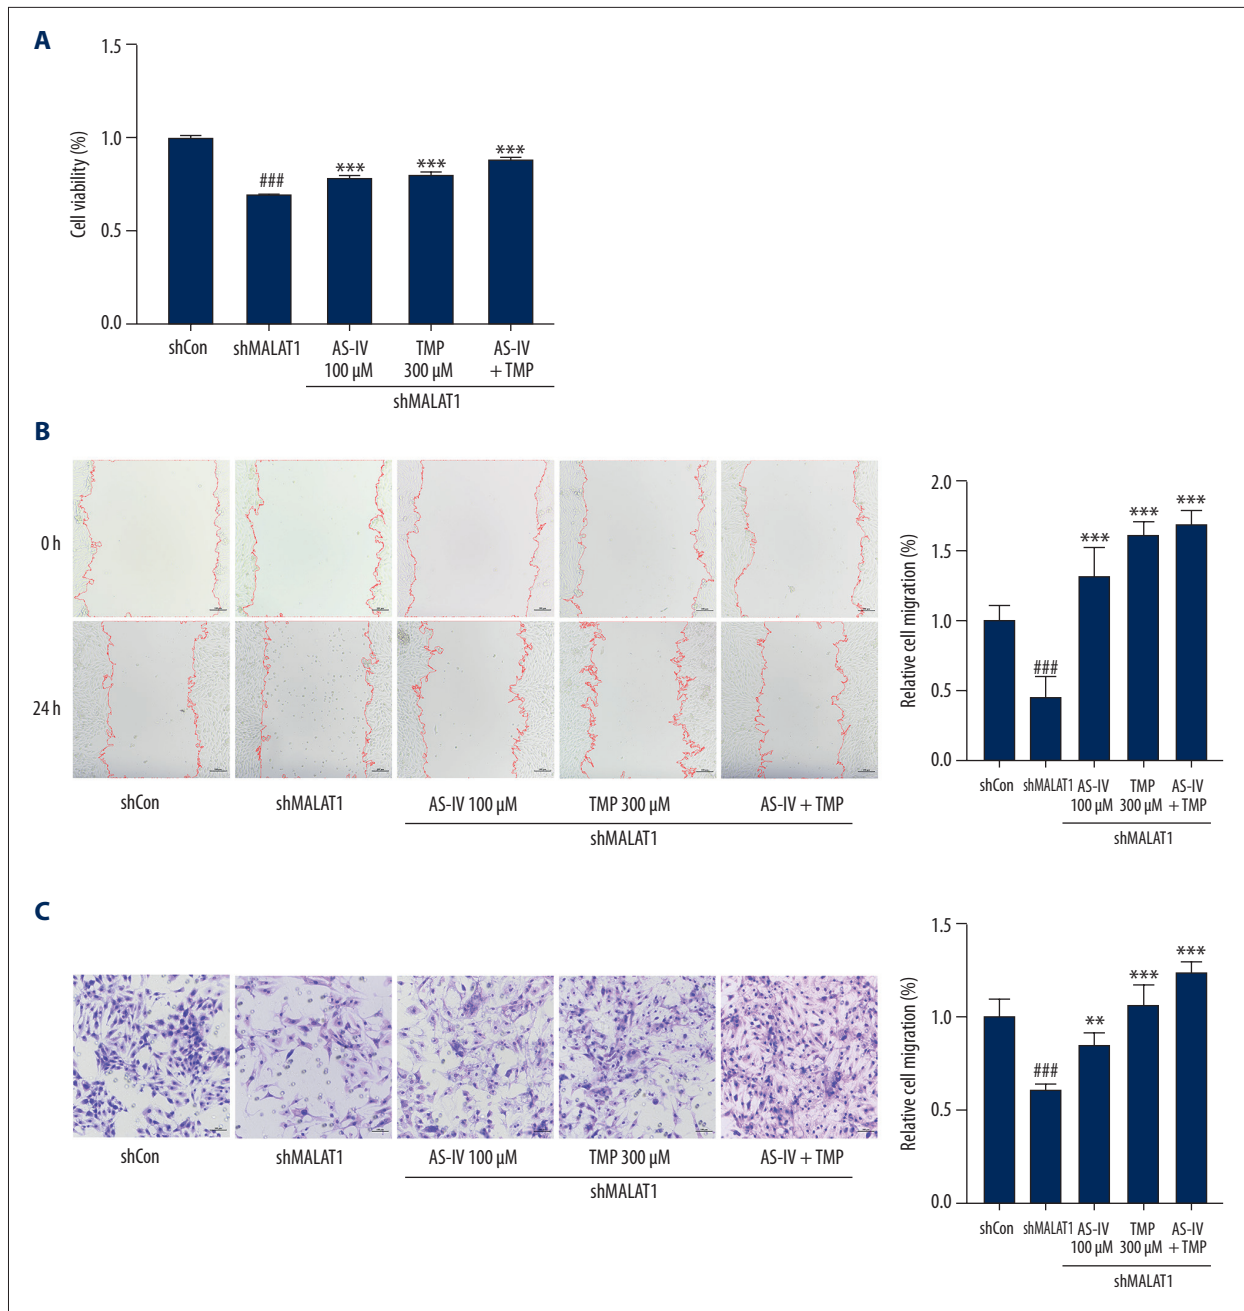 A
1.5
1.0
0.5
0.0
Cell viability (%)
###
***
***
***
shCon
shMALAT1
AS-IV
100 μM
TMP
300 μM
AS-IV
+ TMP
shMALAT1
B
0 h
24 h
shCon
shMALAT1
AS-IV 100 μM
TMP 300 μM
AS-IV + TMP
shMALAT1
2.0
1.5
1.0
0.5
0.0
Relative cell migration (%)
###
***
***
***
shCon
shMALAT1
AS-IV
100 μM
TMP
300 μM
AS-IV
+ TMP
shMALAT1
C
shCon
shMALAT1
AS-IV 100 μM
TMP 300 μM
AS-IV + TMP
shMALAT1
1.5
1.0
0.5
0.0
Relative cell migration (%)
###
**
***
***
shCon
shMALAT1
AS-IV
100 μM
TMP
300 μM
AS-IV
+ TMP
shMALAT1